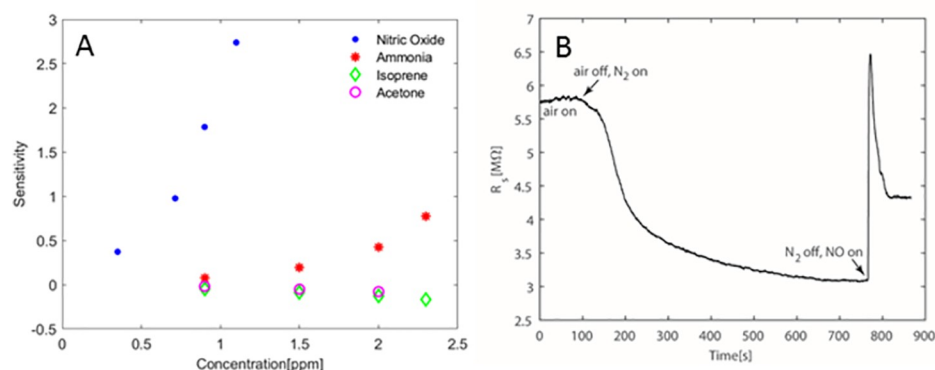 A
Nitric Oxide
Ammonia
Isoprene
Acetone
3
2.5
2
1.5
1
0.5
0
-0.5
Sensitivity
0 0.5 1 1.5 2 2.5
Concentration[ppm]
B
7
6.5
6
5.5
5
4.5
4
3.5
3
2.5
R_s[MΩ]
air off, N₂ on
air on
N₂ off, NO on
0 100 200 300 400 500 600 700 800 900
Time[s]